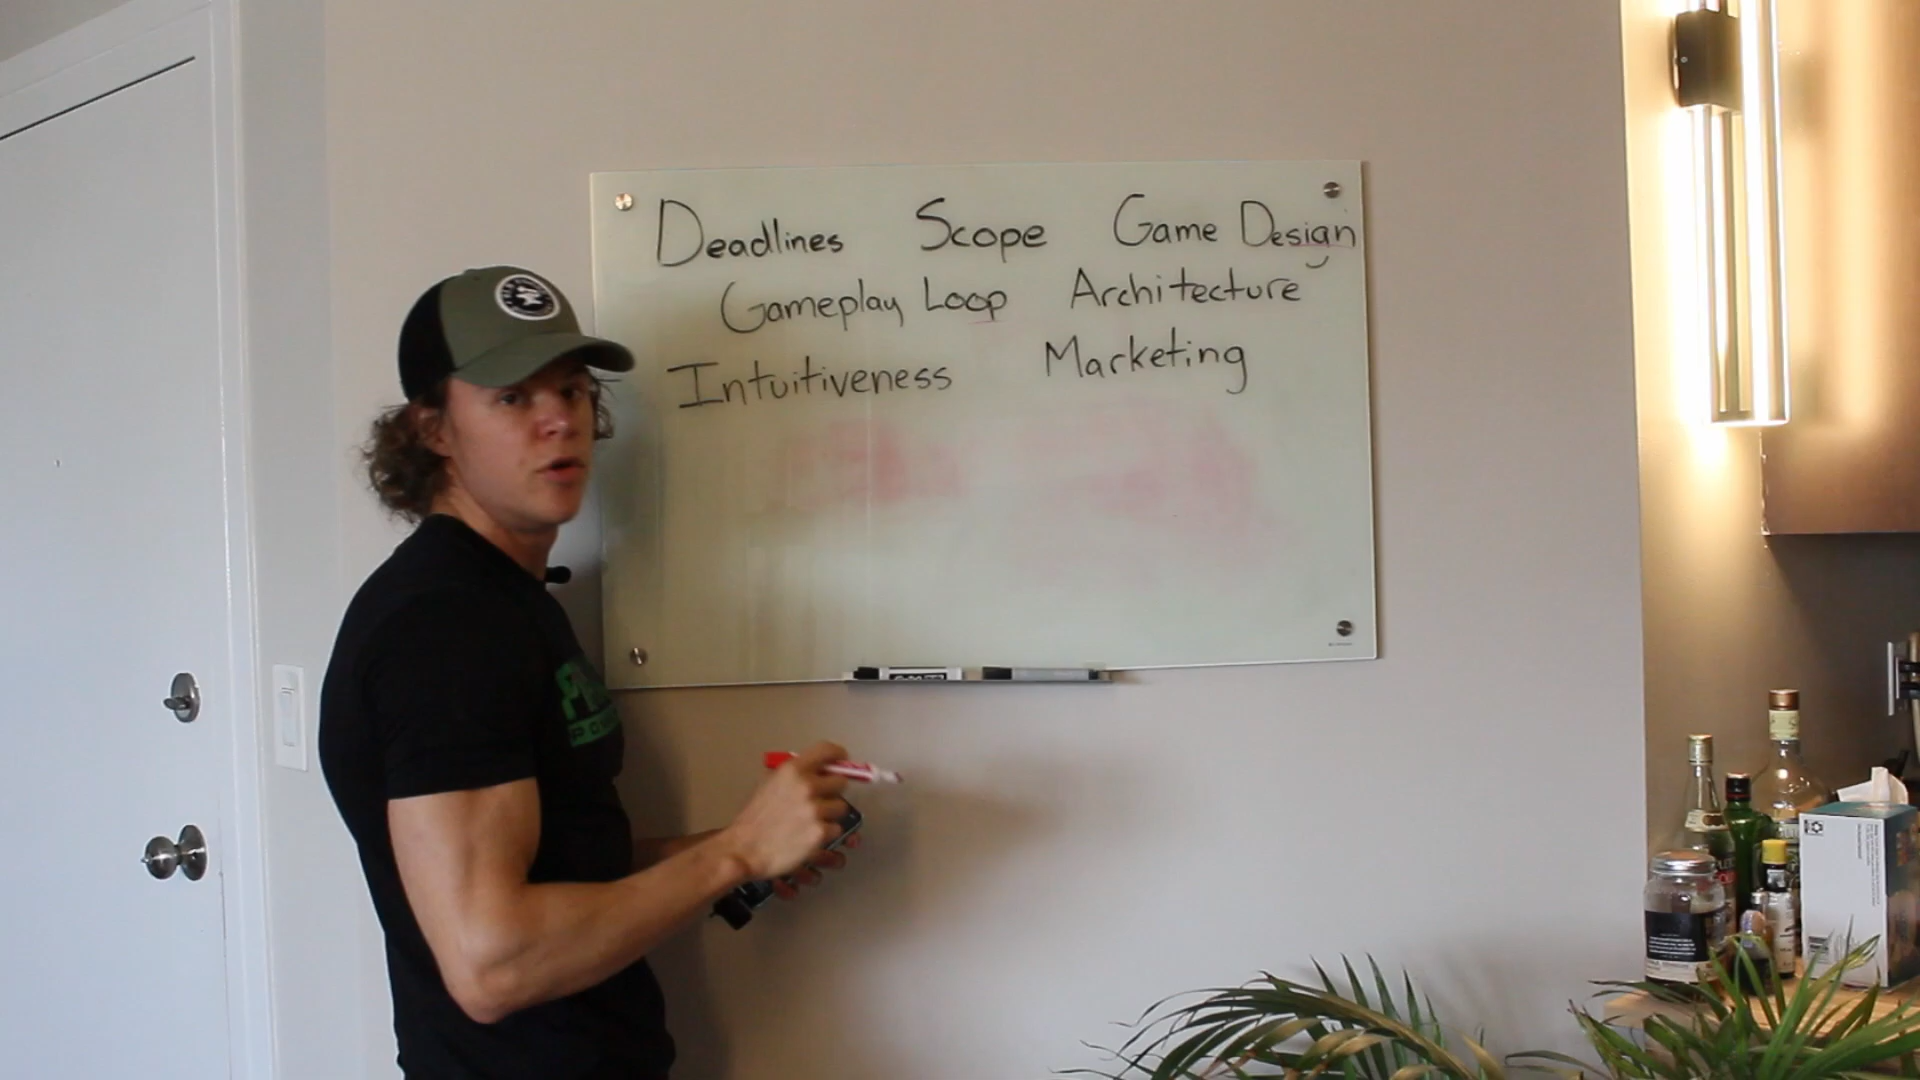 Deadlines Scope Game Design
Gameplay Loop Architecture
Intuitiveness Marketing